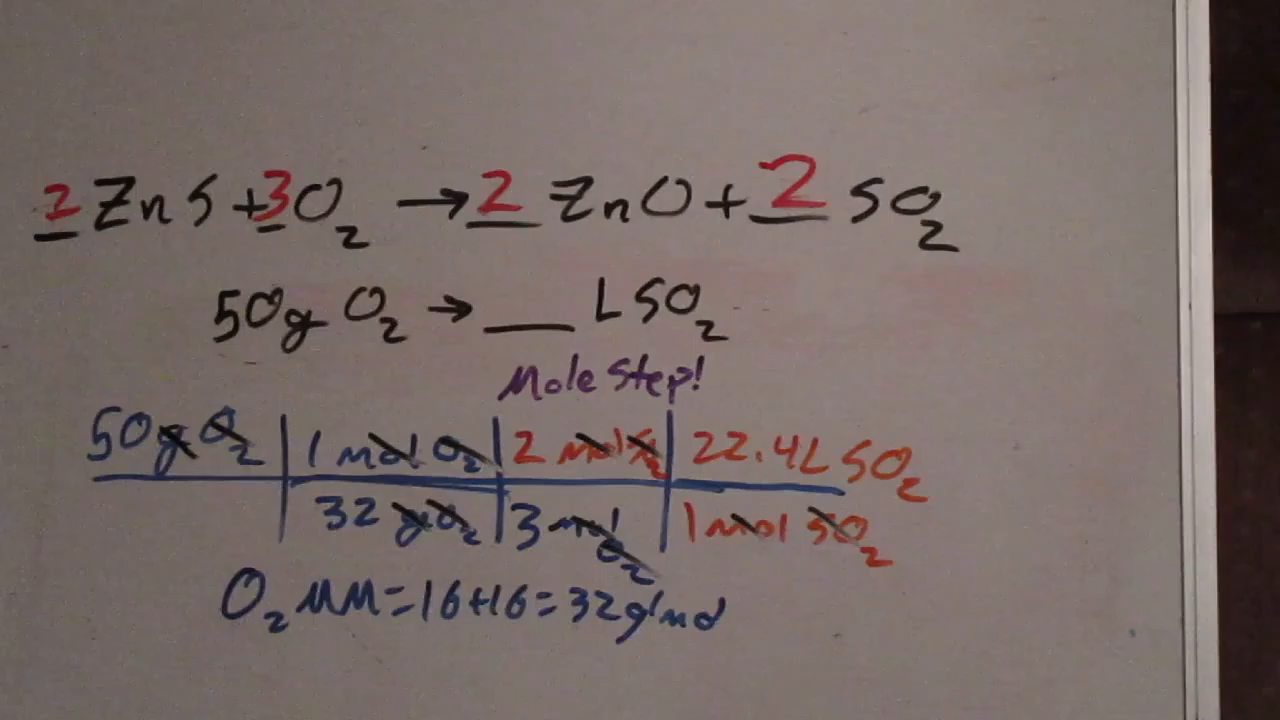 2 ZnS + 3 O2 → 2 ZnO + 2 SO2
50g O2 → __ L SO2
Mole Step!
50g O2 | 1 mol O2 | 2 mol SO2 | 22.4L SO2
32 g O2 | 3 mol O2 | 1 mol SO2
O2 MM = 16+16 = 32g/mol